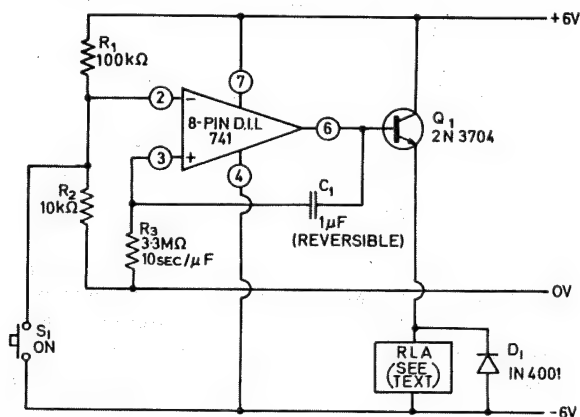 +6V
R1
100kΩ
7
2
−
8-PIN D.I.L
741
6
Q1
2N 3704
3
+
4
R2
10kΩ
C1
1μF
(REVERSIBLE)
R3
3·3MΩ
10SEC/μF
0V
S1
ON
RLA
(SEE
TEXT)
D1
IN 4001
−6V